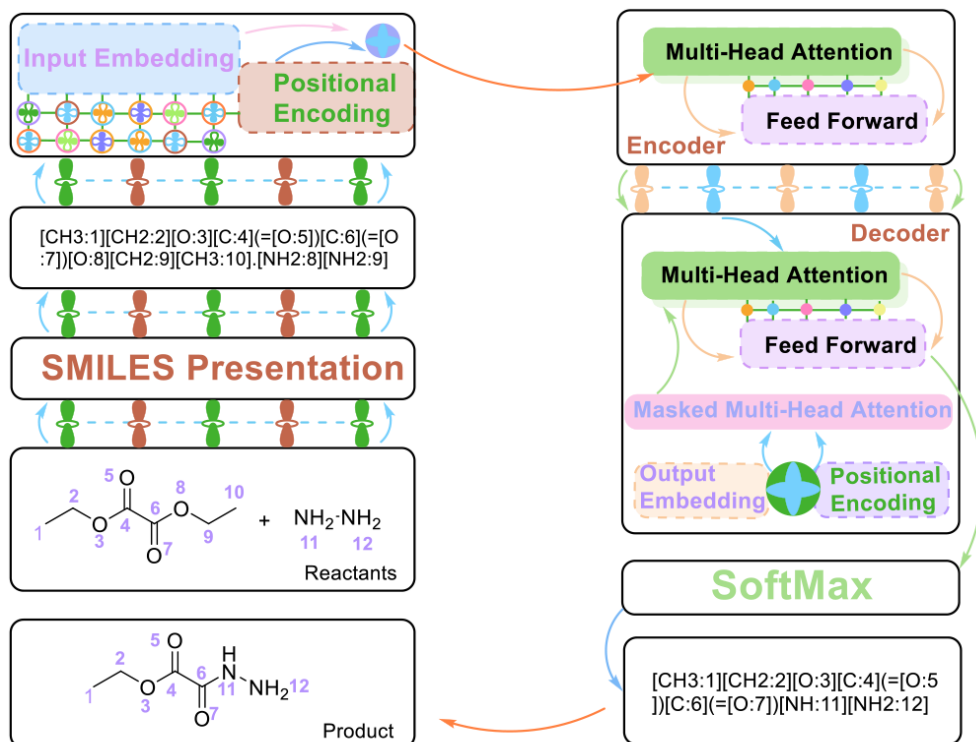 Input Embedding
Positional
Encoding
[CH3:1][CH2:2][O:3][C:4](=[O:5])[C:6](=[O
:7])[O:8][CH2:9][CH3:10].[NH2:8][NH2:9]
SMILES Presentation
5
O
2
8
10
O
6
1
O
4
+
NH2-NH2
3
O
7
9
11
12
Reactants
5
O
2
H
N
6
1
O
4
11
NH2
12
3
O
7
Product
Multi-Head Attention
Feed Forward
Encoder
Decoder
Multi-Head Attention
Feed Forward
Masked Multi-Head Attention
Output
Embedding
Positional
Encoding
SoftMax
[CH3:1][CH2:2][O:3][C:4](=[O:5
])[C:6](=[O:7])[NH:11][NH2:12]